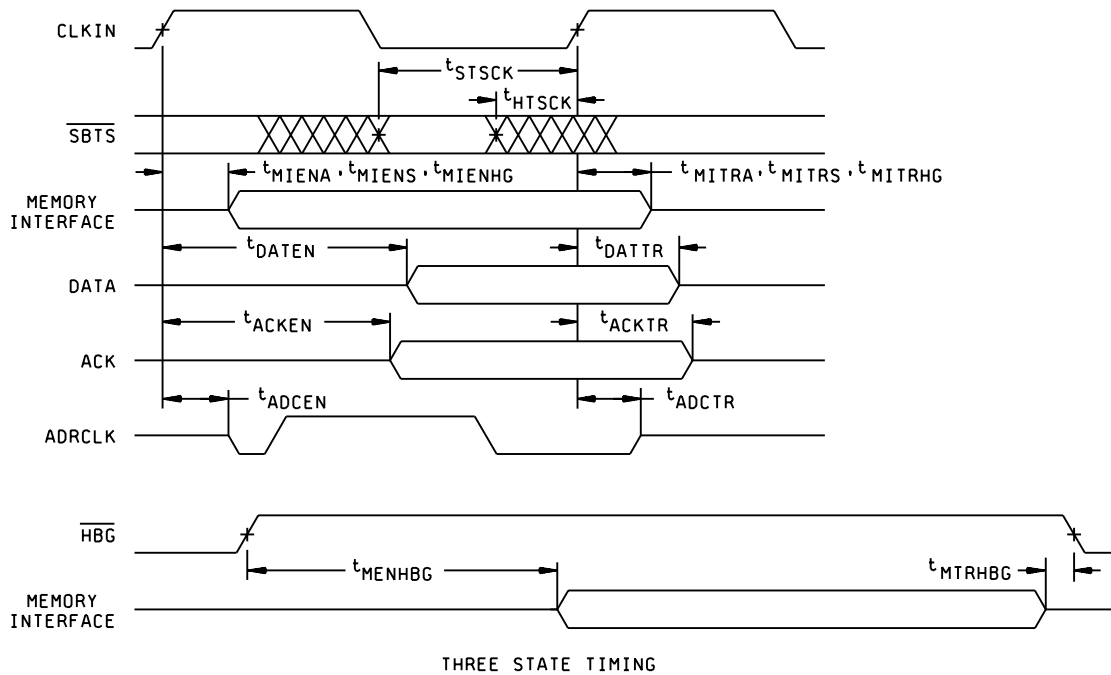 CLKIN
tSTSCK
tHTSCK
SBTS
tMIENA, tMIENS, tMIENHG
tMITRA, tMITRS, tMITRHG
MEMORY
INTERFACE
tDATEN
tDATTR
DATA
tACKEN
tACKTR
ACK
tADCEN
tADCTR
ADRCLK
HBG
tMENHBG
tMTRHBG
MEMORY
INTERFACE
THREE STATE TIMING